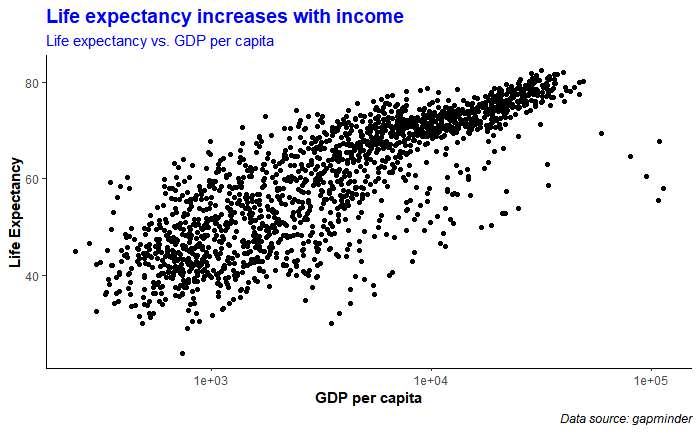 Life expectancy increases with income
Life expectancy vs. GDP per capita
80
60
40
Life Expectancy
1e+03 1e+04 1e+05
GDP per capita
Data source: gapminder